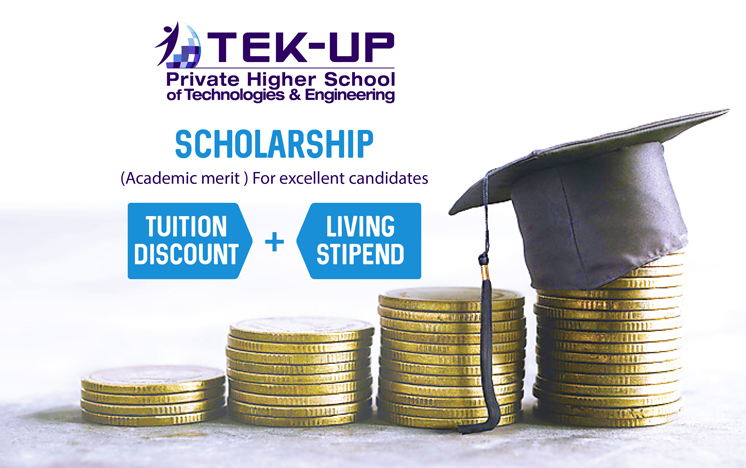 TEK-UP
Private Higher School
of Technologies & Engineering
SCHOLARSHIP
(Academic merit ) For excellent candidates
TUITION
DISCOUNT
+
LIVING
STIPEND